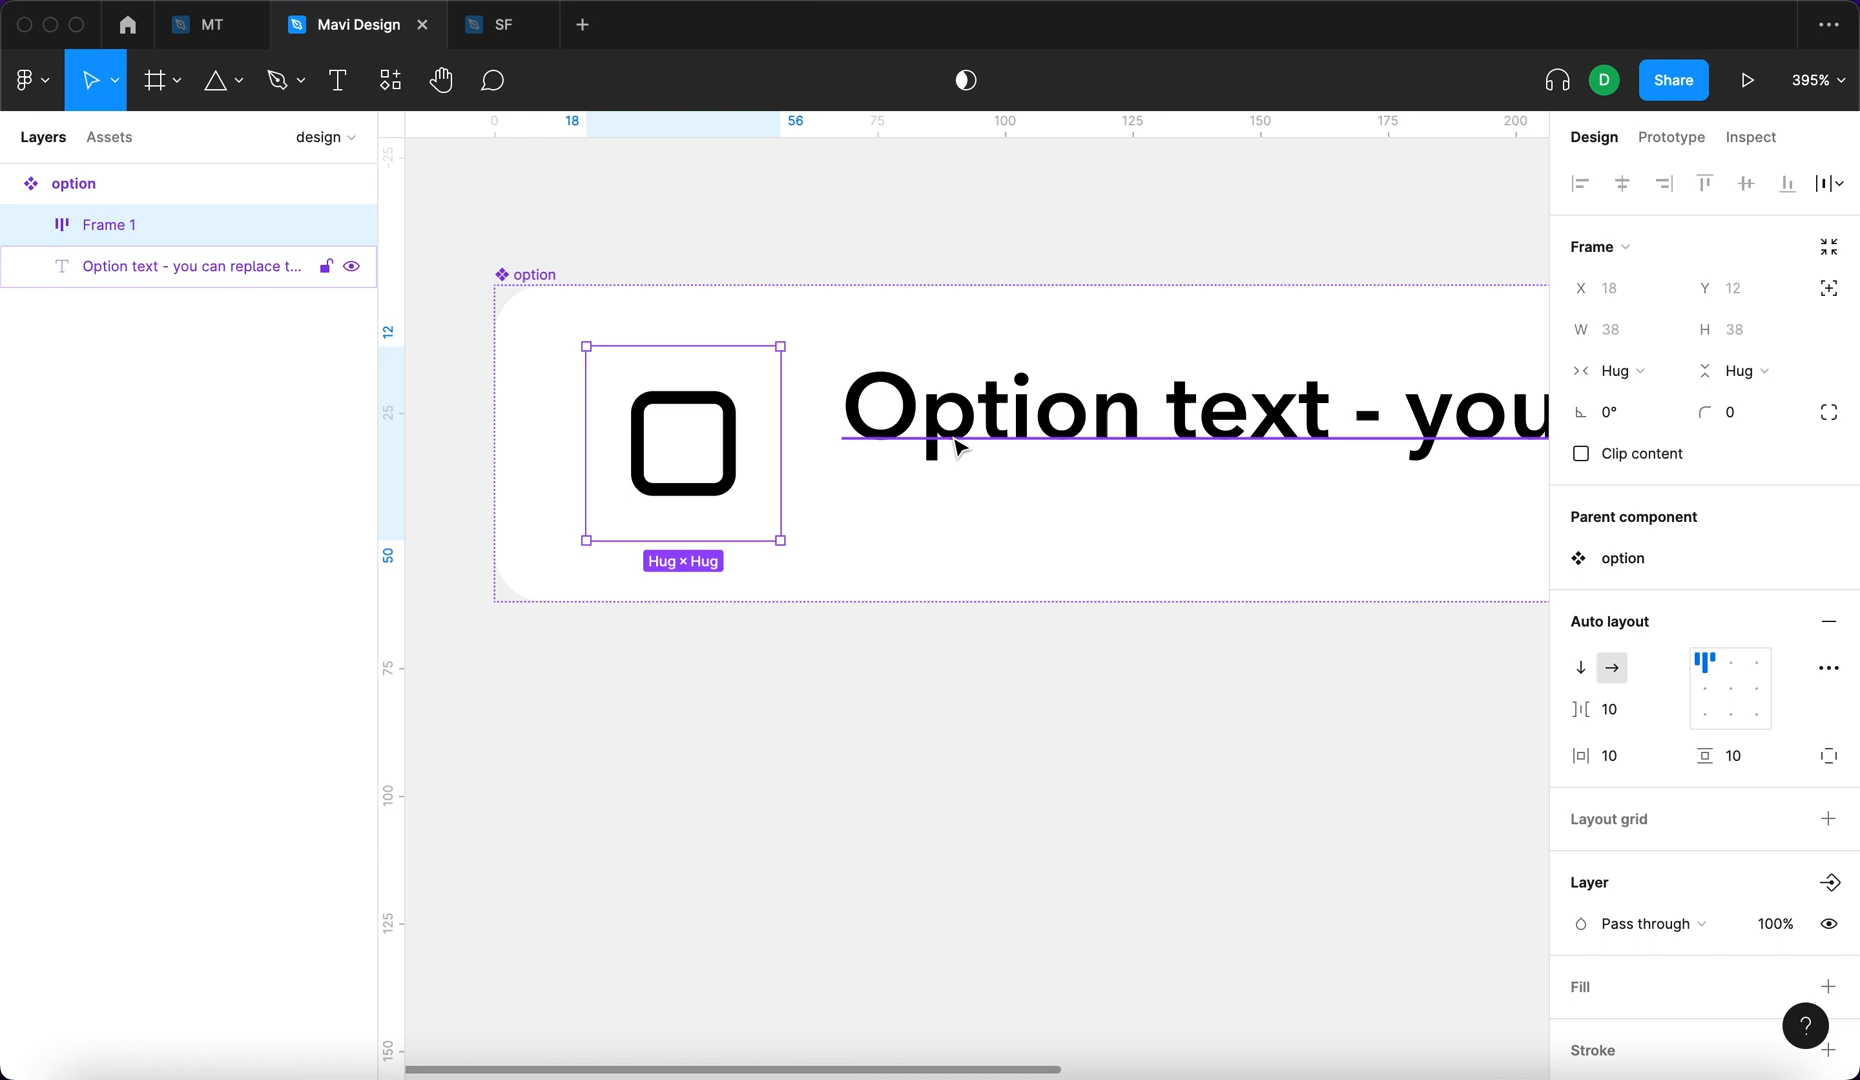 MT
Mavi Design
SF
D
Share
395%
Layers
Assets
design
option
Frame 1
Option text - you can replace t...
0
18
56
75
100
125
150
175
200
-25
12
25
50
75
100
125
150
option
Option text - you
Hug × Hug
Design
Prototype
Inspect
Frame
X 18
Y 12
W 38
H 38
Hug
Hug
0°
0
Clip content
Parent component
option
Auto layout
10
10
10
Layout grid
Layer
Pass through
100%
Fill
?
Stroke